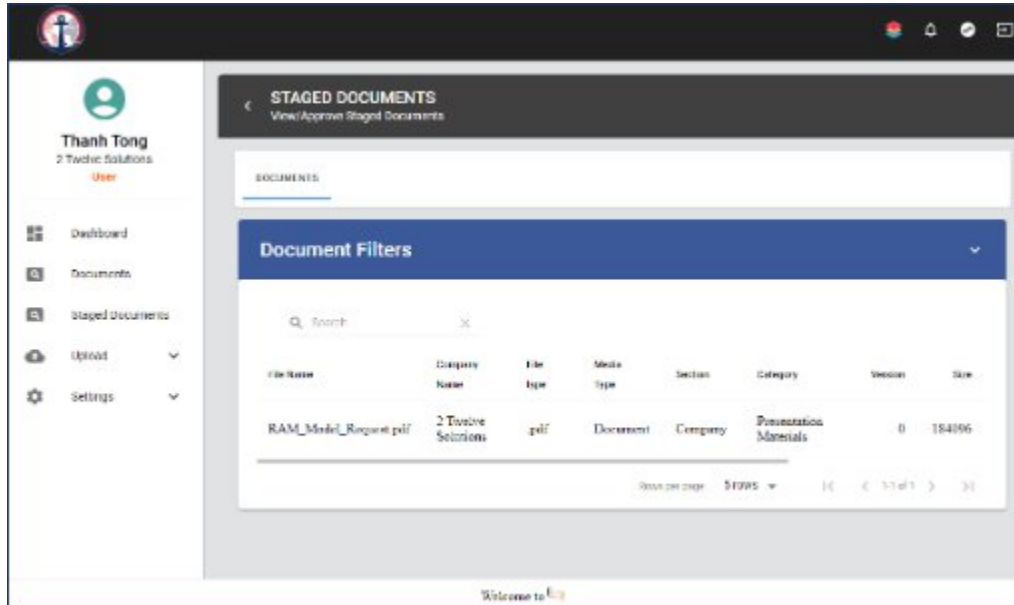 STAGED DOCUMENTS
View/Approve Staged Documents
Thanh Tong
2 Twelve Solutions
User
DOCUMENTS
Dashboard
Documents
Staged Documents
Upload
Settings
Document Filters
Search
File Name
Company Name
File Type
Media Type
Section
Category
Version
Size
RAM_Model_Request.pdf
2 Twelve Solutions
.pdf
Document
Company
Presentation Materials
0
184096
Rows per page
5 rows
1-1 of 1
Welcome to